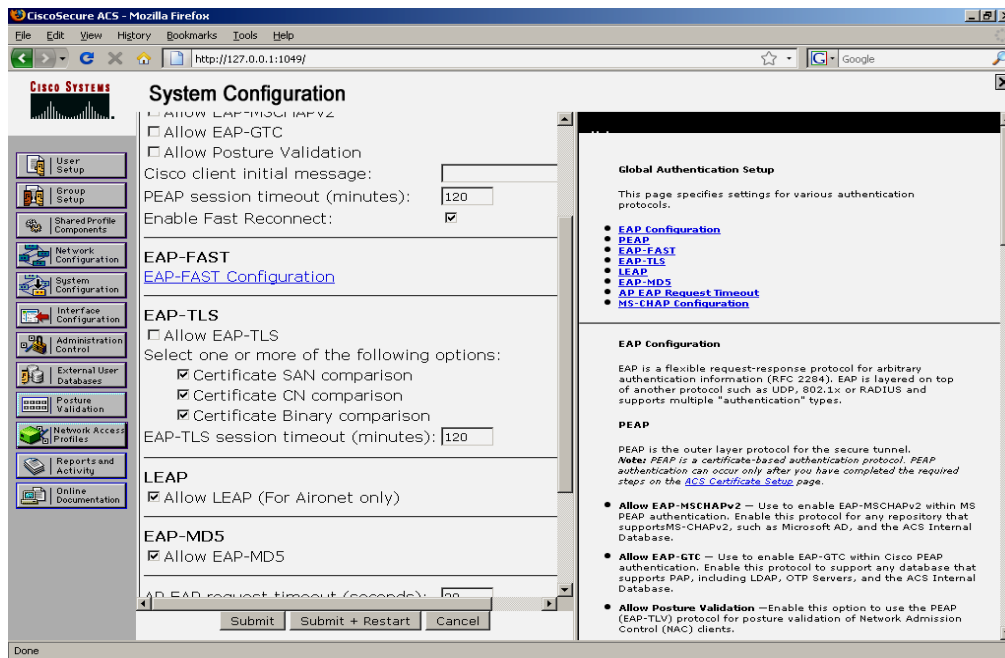 CiscoSecure ACS - Mozilla Firefox
File Edit View History Bookmarks Tools Help
http://127.0.0.1:1049/
G Google
CISCO SYSTEMS
System Configuration
User Setup
Group Setup
Shared Profile Components
Network Configuration
System Configuration
Interface Configuration
Administration Control
External User Databases
Posture Validation
Network Access Profiles
Reports and Activity
Online Documentation
Allow EAP-MSCHAPv2
Allow EAP-GTC
Allow Posture Validation
Cisco client initial message:
PEAP session timeout (minutes): 120
Enable Fast Reconnect:
EAP-FAST
EAP-FAST Configuration
EAP-TLS
Allow EAP-TLS
Select one or more of the following options:
Certificate SAN comparison
Certificate CN comparison
Certificate Binary comparison
EAP-TLS session timeout (minutes): 120
LEAP
Allow LEAP (For Aironet only)
EAP-MD5
Allow EAP-MD5
AP EAP request timeout (seconds): 20
Submit Submit + Restart Cancel
Global Authentication Setup
This page specifies settings for various authentication
protocols.
EAP Configuration
PEAP
EAP-FAST
EAP-TLS
LEAP
EAP-MD5
AP EAP Request Timeout
MS-CHAP Configuration
EAP Configuration
EAP is a flexible request-response protocol for arbitrary
authentication information (RFC 2284). EAP is layered on top
of another protocol such as UDP, 802.1x or RADIUS and
supports multiple "authentication" types.
PEAP
PEAP is the outer layer protocol for the secure tunnel.
Note: PEAP is a certificate-based authentication protocol. PEAP
authentication can occur only after you have completed the required
steps on the ACS Certificate Setup page.
Allow EAP-MSCHAPv2 — Use to enable EAP-MSCHAPv2 within MS
PEAP authentication. Enable this protocol for any repository that
supportsMS-CHAPv2, such as Microsoft AD, and the ACS Internal
Database.
Allow EAP-GTC — Use to enable EAP-GTC within Cisco PEAP
authentication. Enable this protocol to support any database that
supports PAP, including LDAP, OTP Servers, and the ACS Internal
Database.
Allow Posture Validation —Enable this option to use the PEAP
(EAP-TLV) protocol for posture validation of Network Admission
Control (NAC) clients.
Done